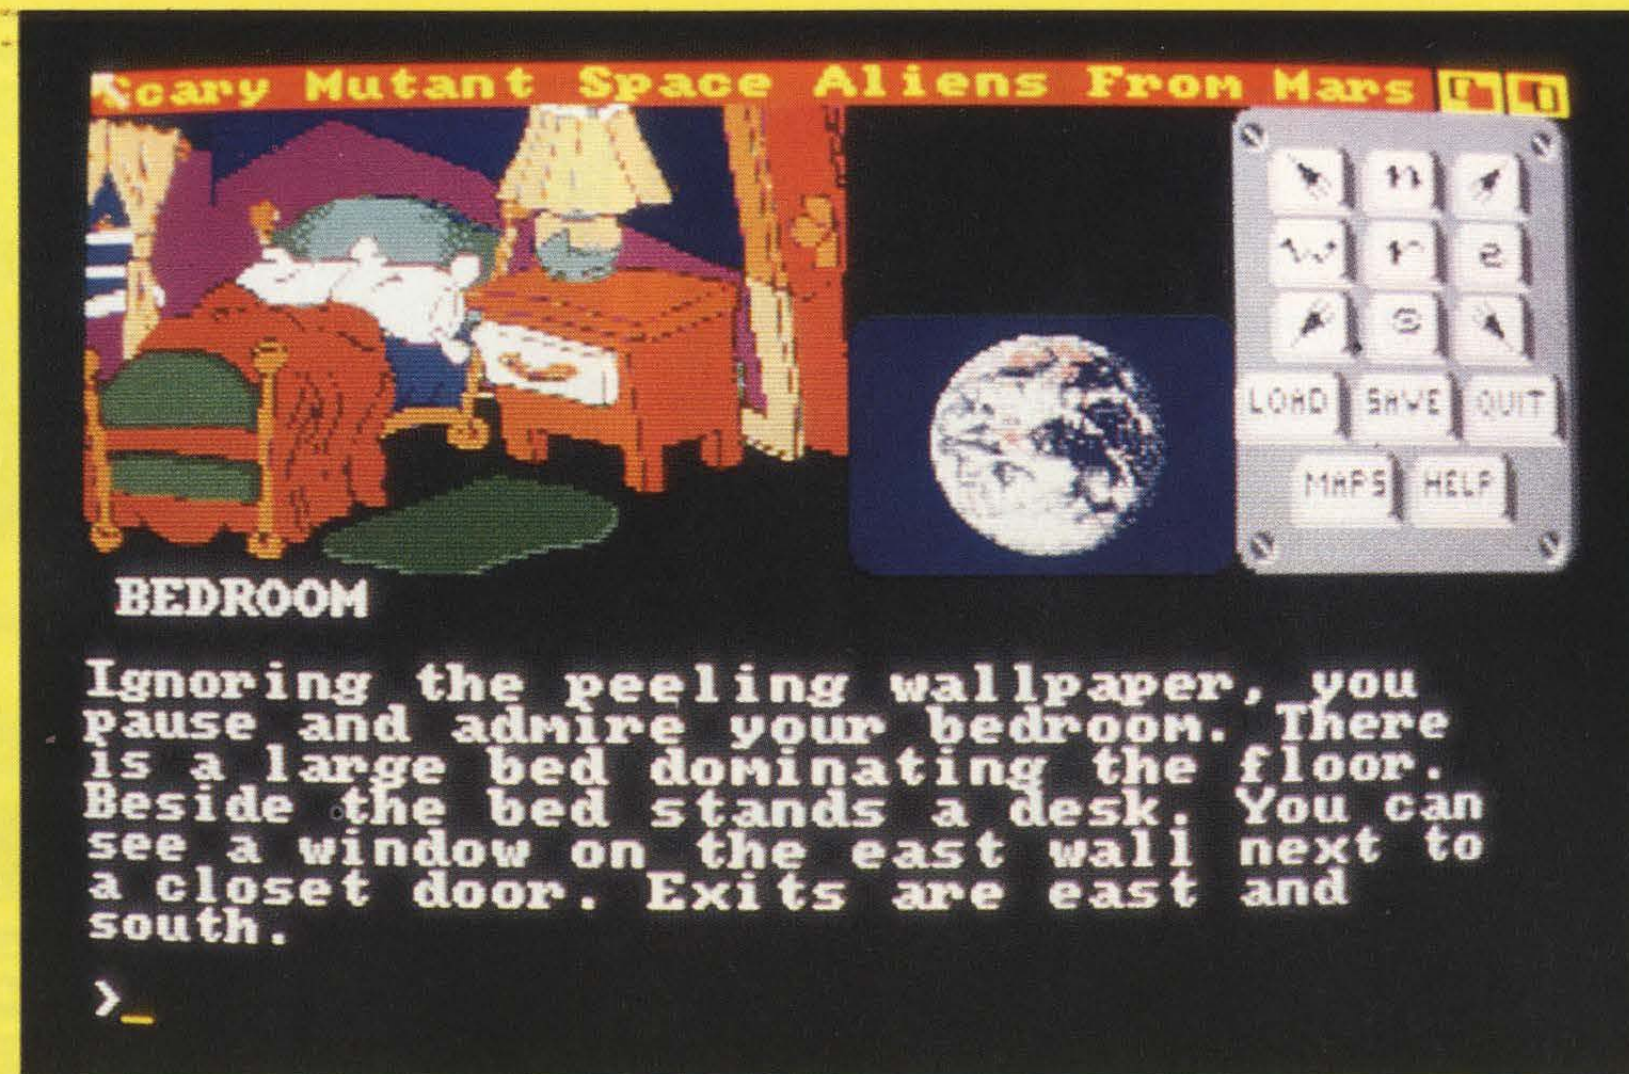 Scary Mutant Space Aliens From Mars
n
w r e
s
LOAD SAVE QUIT
MAPS HELP
BEDROOM
Ignoring the peeling wallpaper, you
pause and admire your bedroom. There
is a large bed dominating the floor.
Beside the bed stands a desk. You can
see a window on the east wall next to
a closet door. Exits are east and
south.
>_